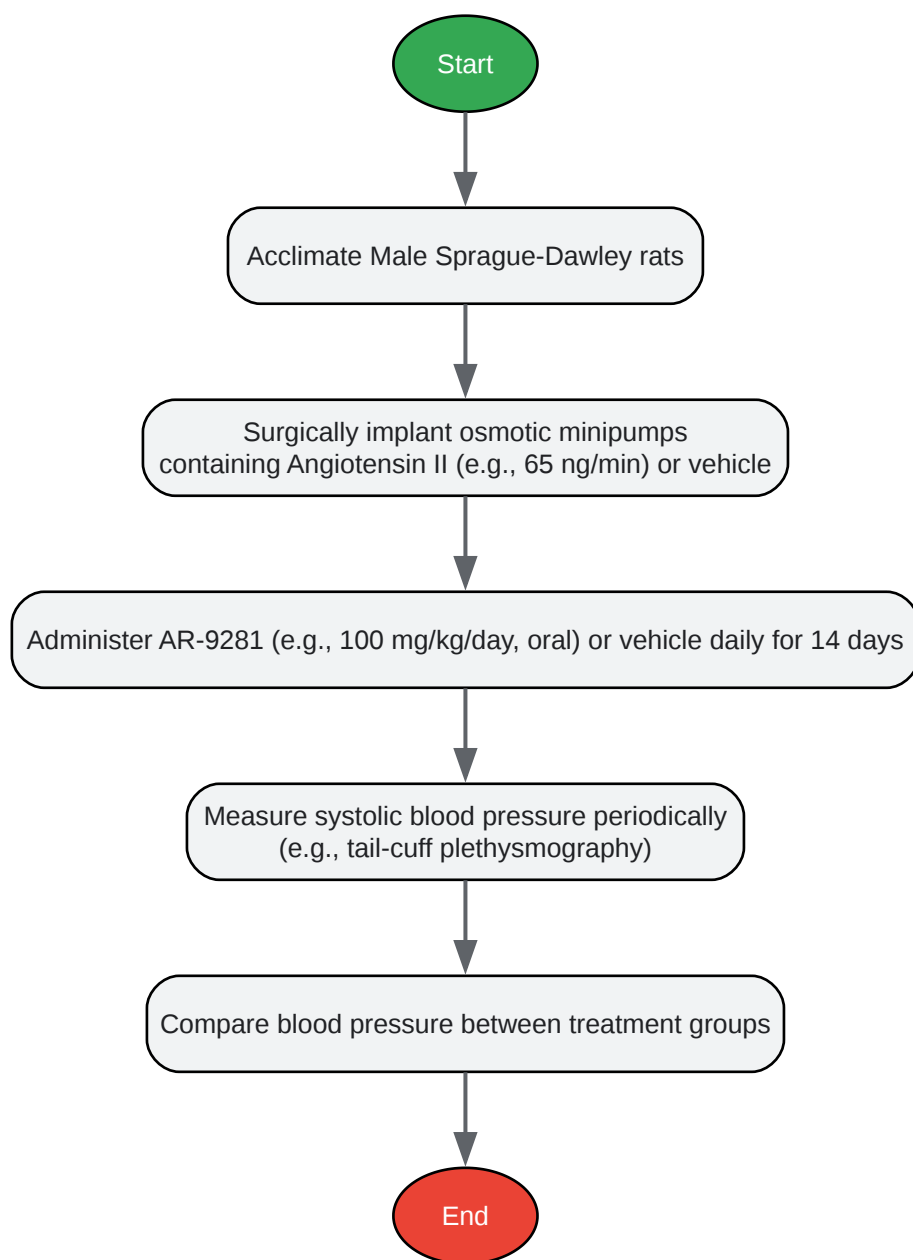 Start
Acclimate Male Sprague-Dawley rats
Surgically implant osmotic minipumps
containing Angiotensin II (e.g., 65 ng/min) or vehicle
Administer AR-9281 (e.g., 100 mg/kg/day, oral) or vehicle daily for 14 days
Measure systolic blood pressure periodically
(e.g., tail-cuff plethysmography)
Compare blood pressure between treatment groups
End